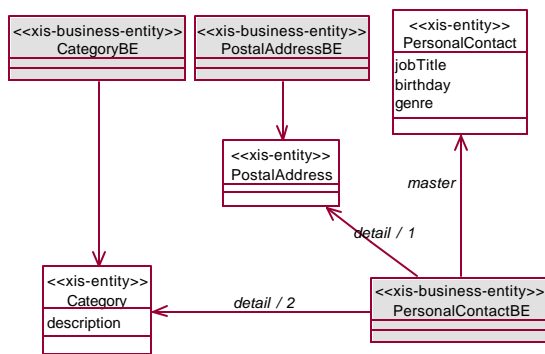 <<xis-business-entity>>
CategoryBE
<<xis-business-entity>>
PostalAddressBE
<<xis-entity>>
PersonalContact
jobTitle
birthday
genre
<<xis-entity>>
PostalAddress
master
detail / 1
<<xis-entity>>
Category
description
detail / 2
<<xis-business-entity>>
PersonalContactBE